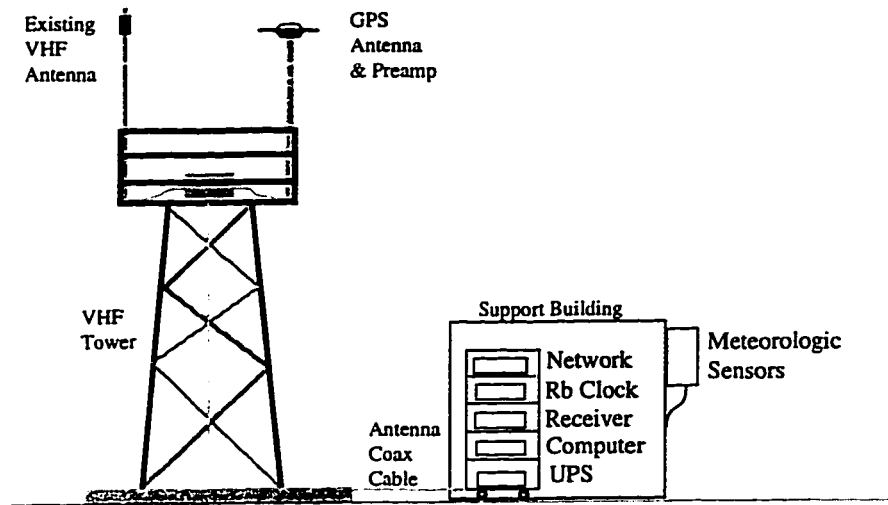 Existing
VHF
Antenna
GPS
Antenna
& Preamp
VHF
Tower
Support Building
Network
Rb Clock
Receiver
Computer
UPS
Meteorologic
Sensors
Antenna
Coax
Cable